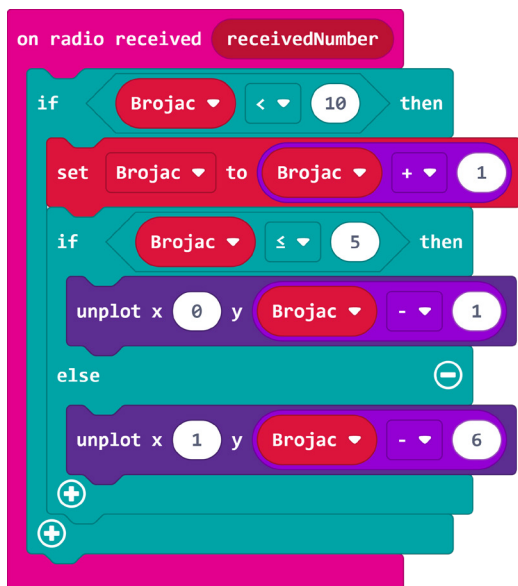 on radio received receivedNumber
if Brojac < 10 then
set Brojac to Brojac + 1
if Brojac ≤ 5 then
unplot x 0 y Brojac - 1
else
unplot x 1 y Brojac - 6